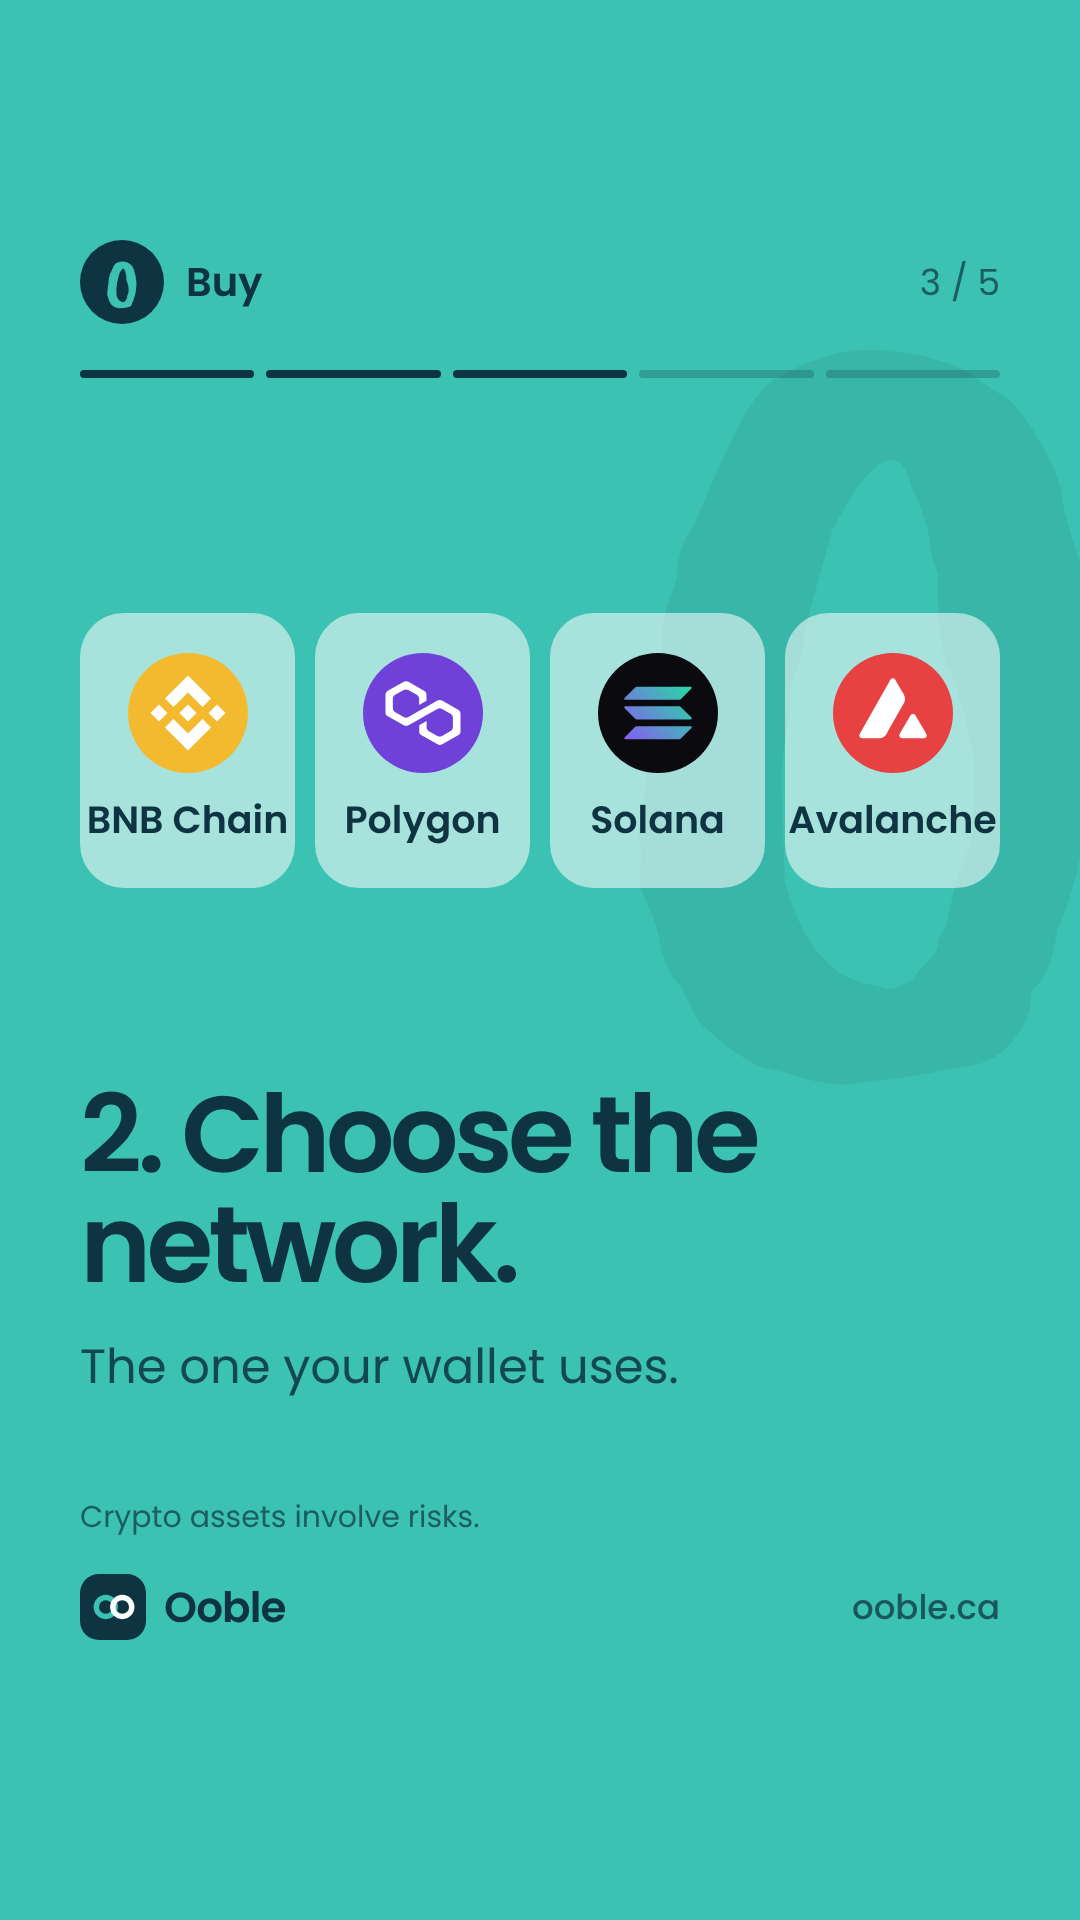 Buy
3 / 5
BNB Chain
Polygon
Solana
Avalanche
2. Choose the
network.
The one your wallet uses.
Crypto assets involve risks.
Ooble
ooble.ca